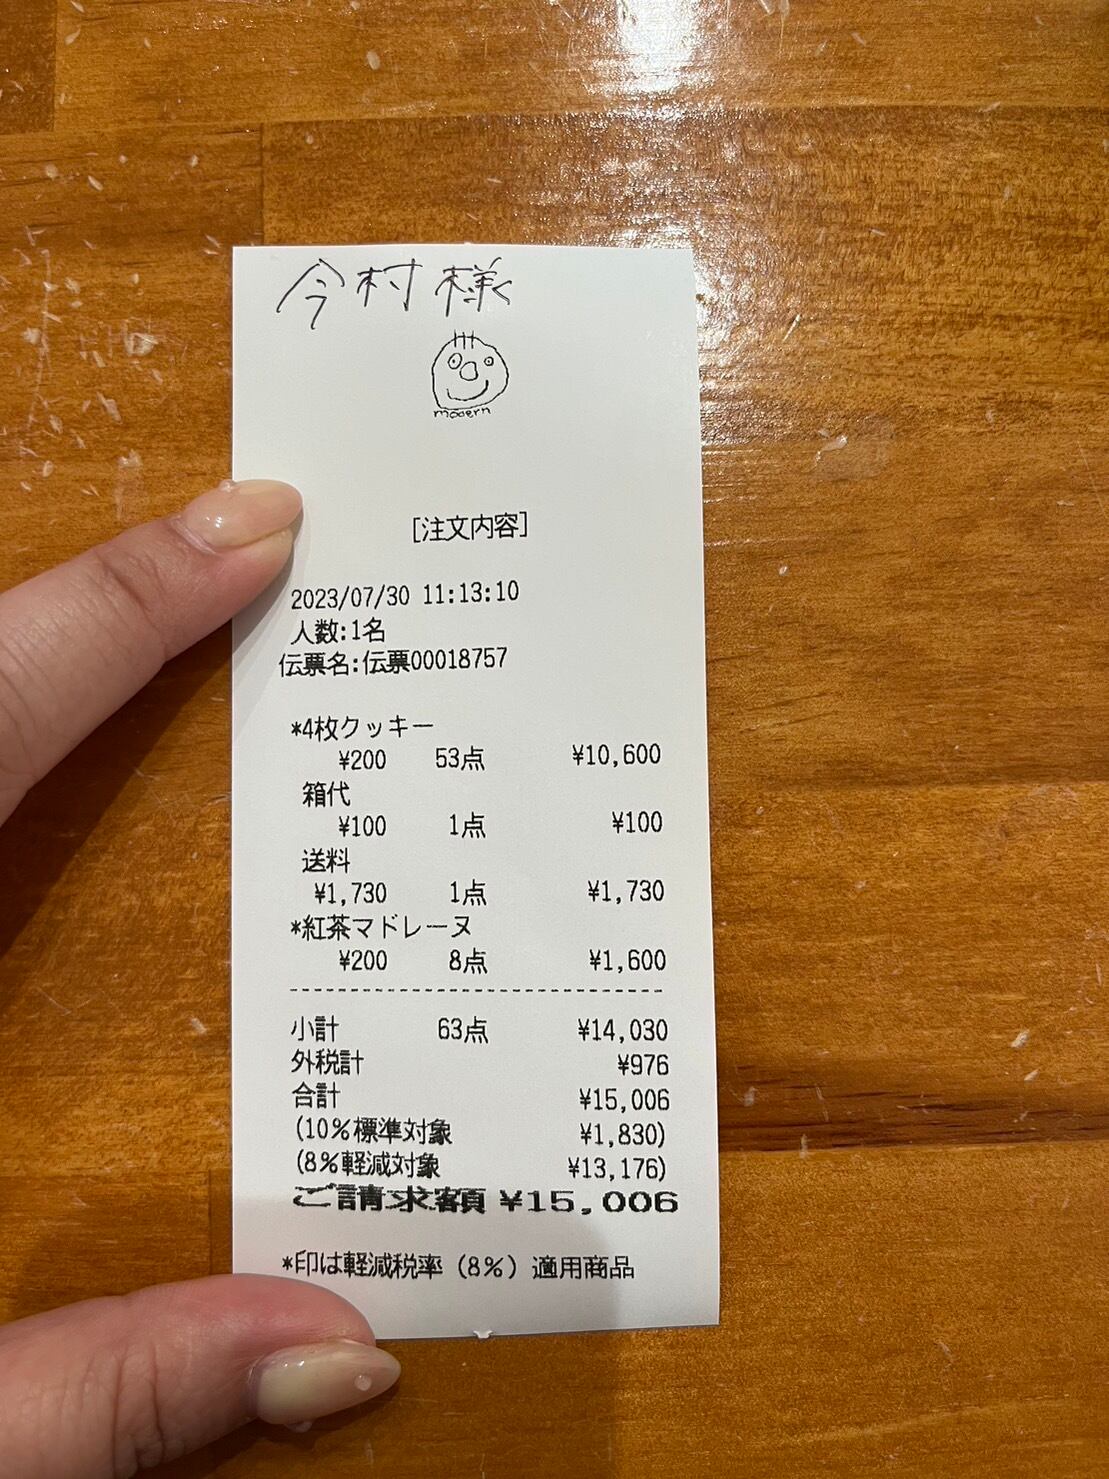 今村様
modern
[注文内容]
2023/07/30 11:13:10
人数:1名
伝票名:伝票00018757
*4枚クッキー
¥200 53点 ¥10,600
箱代
¥100 1点 ¥100
送料
¥1,730 1点 ¥1,730
*紅茶マドレーヌ
¥200 8点 ¥1,600
小計 63点 ¥14,030
外税計 ¥976
合計 ¥15,006
(10%標準対象 ¥1,830)
(8%軽減対象 ¥13,176)
ご請求額 ¥15,006
*印は軽減税率(8%)適用商品